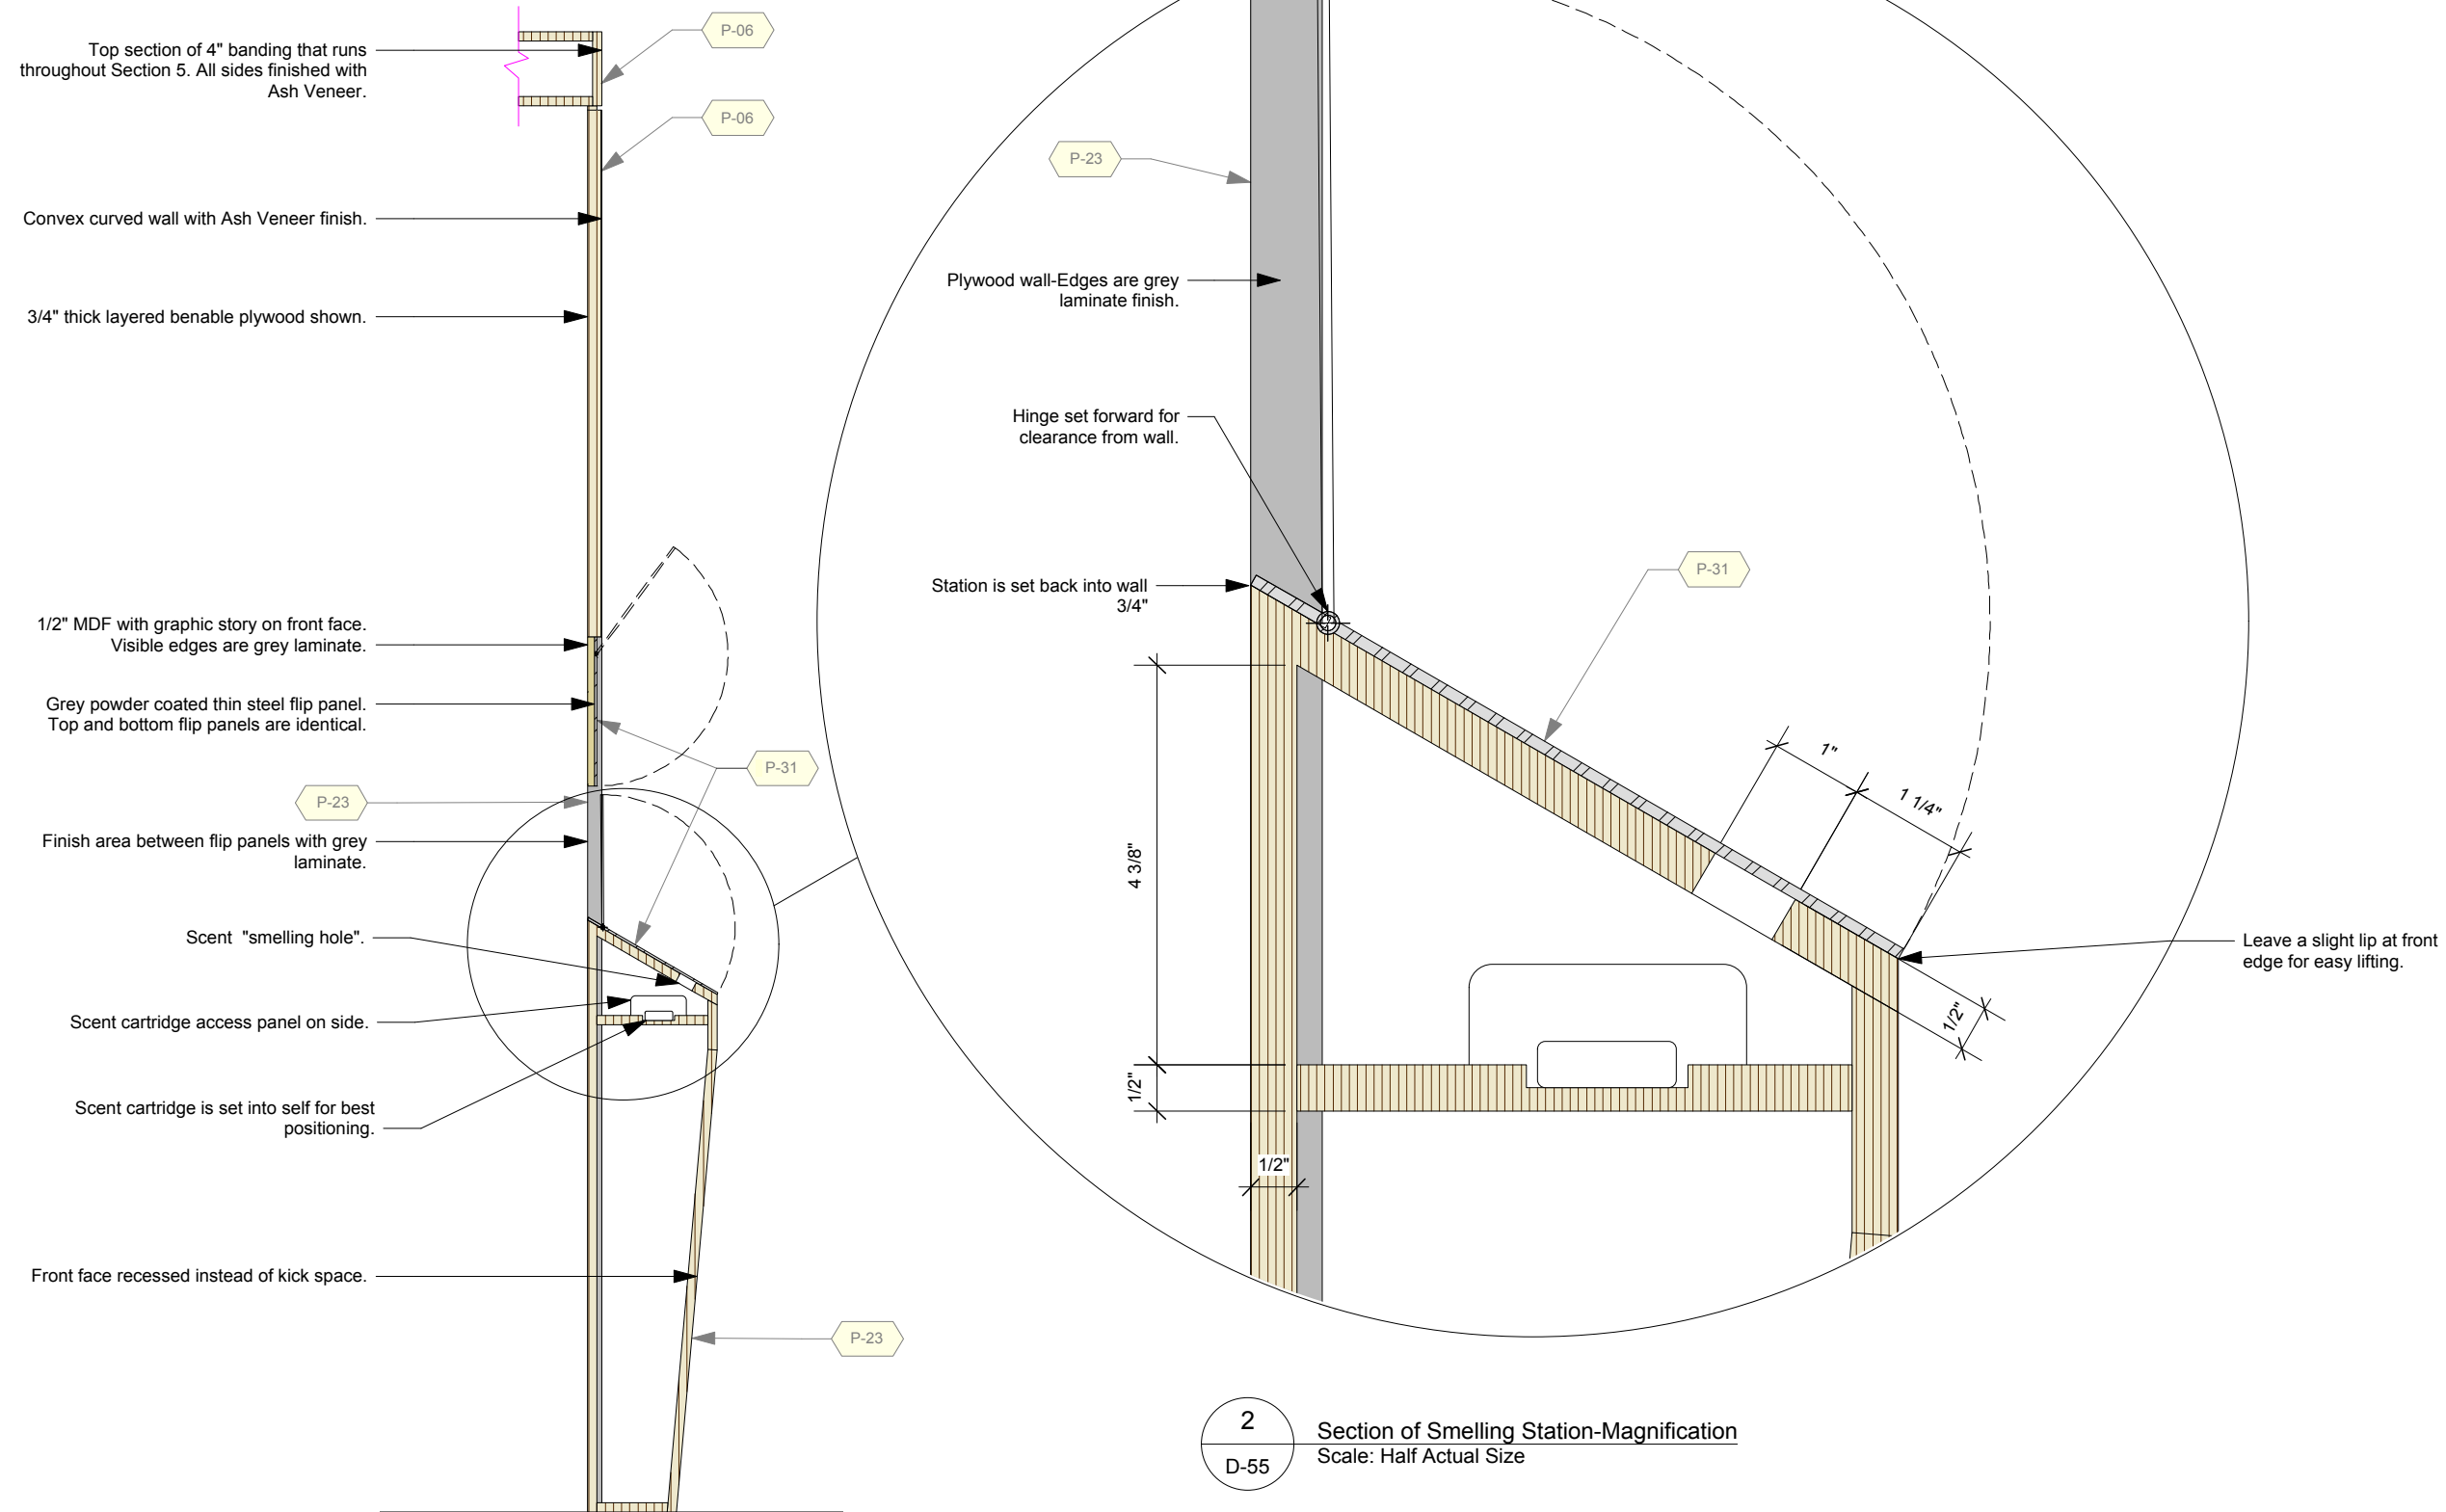 Top section of 4" banding that runs
throughout Section 5. All sides finished with
Ash Veneer.
P-06
P-06
Convex curved wall with Ash Veneer finish.
3/4" thick layered benable plywood shown.
1/2" MDF with graphic story on front face.
Visible edges are grey laminate.
Grey powder coated thin steel flip panel.
Top and bottom flip panels are identical.
P-31
P-23
Finish area between flip panels with grey
laminate.
Scent "smelling hole".
Scent cartridge access panel on side.
Scent cartridge is set into self for best
positioning.
Front face recessed instead of kick space.
P-23
P-23
Plywood wall-Edges are grey
laminate finish.
Hinge set forward for
clearance from wall.
Station is set back into wall
3/4"
P-31
1"
1 1/4"
4 3/8"
1/2"
1/2"
1/2"
Leave a slight lip at front
edge for easy lifting.
2
D-55
Section of Smelling Station-Magnification
Scale: Half Actual Size